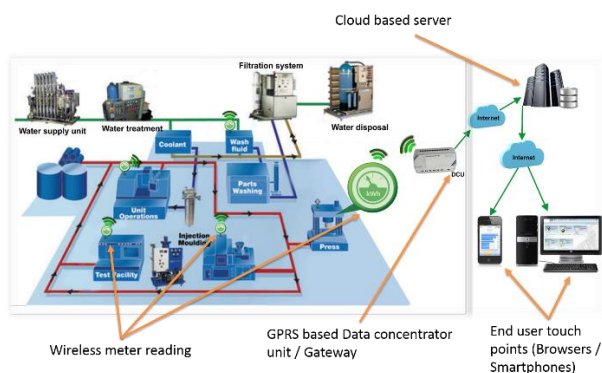 Cloud based server
Filtration system
Internet
Water supply unit
Water treatment
Water disposal
Coolant
Wash
fluid
DCU
Internet
kWh
Parts
Washing
Unit
Operations
Injection
Moulding
Press
Test Facility
Wireless meter reading
GPRS based Data concentrator
unit / Gateway
End user touch
points (Browsers /
Smartphones)